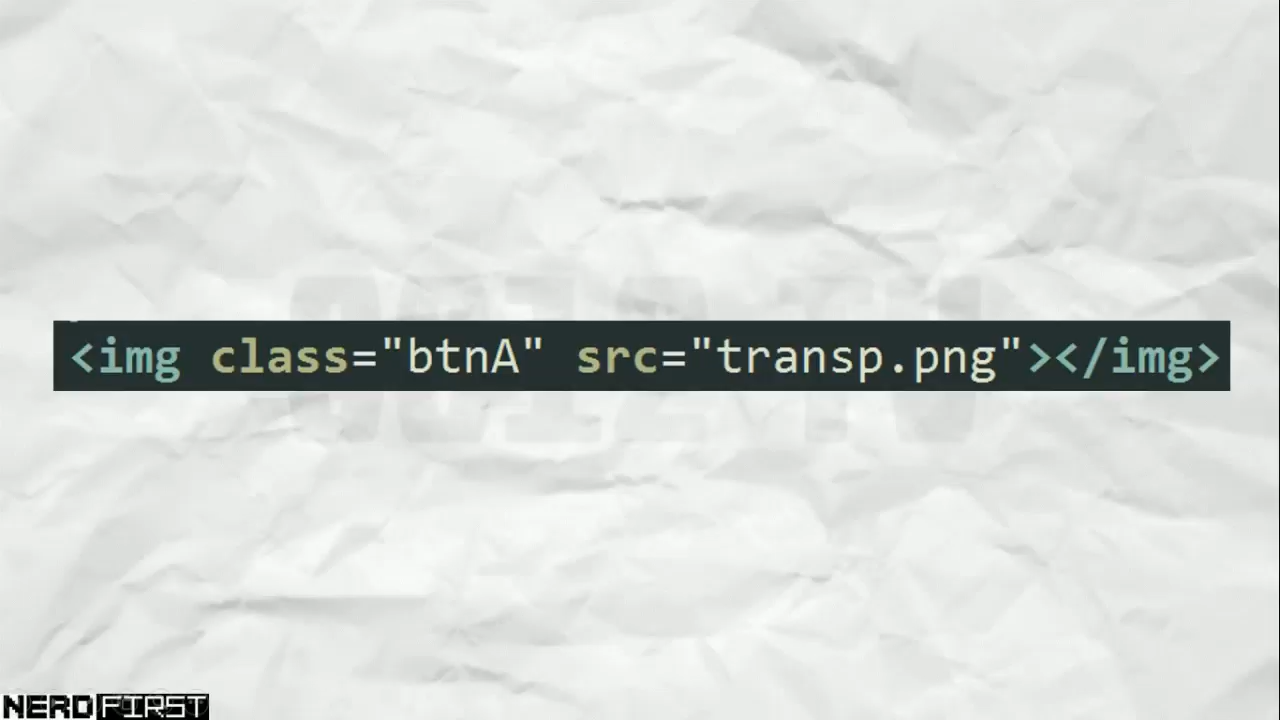 <img class="btnA" src="transp.png"></img>
NERDFIRST